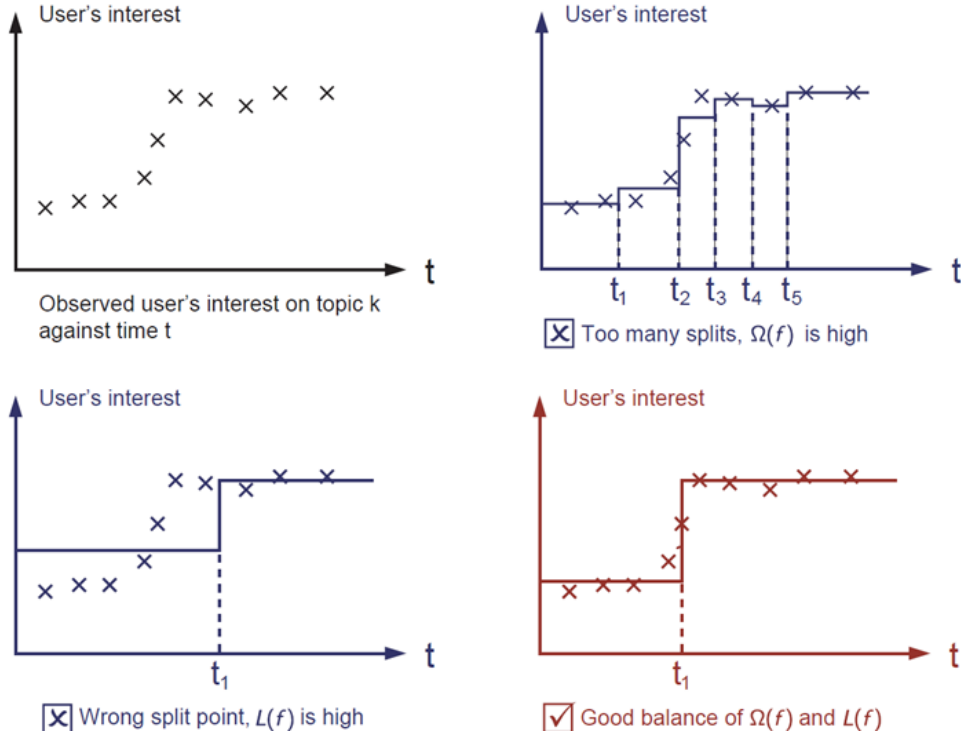 User's interest
t
Observed user's interest on topic k
against time t
User's interest
t
t₁ t₂ t₃ t₄ t₅
Too many splits, Ω(f) is high
User's interest
t
t₁
Wrong split point, L(f) is high
User's interest
t
t₁
Good balance of Ω(f) and L(f)